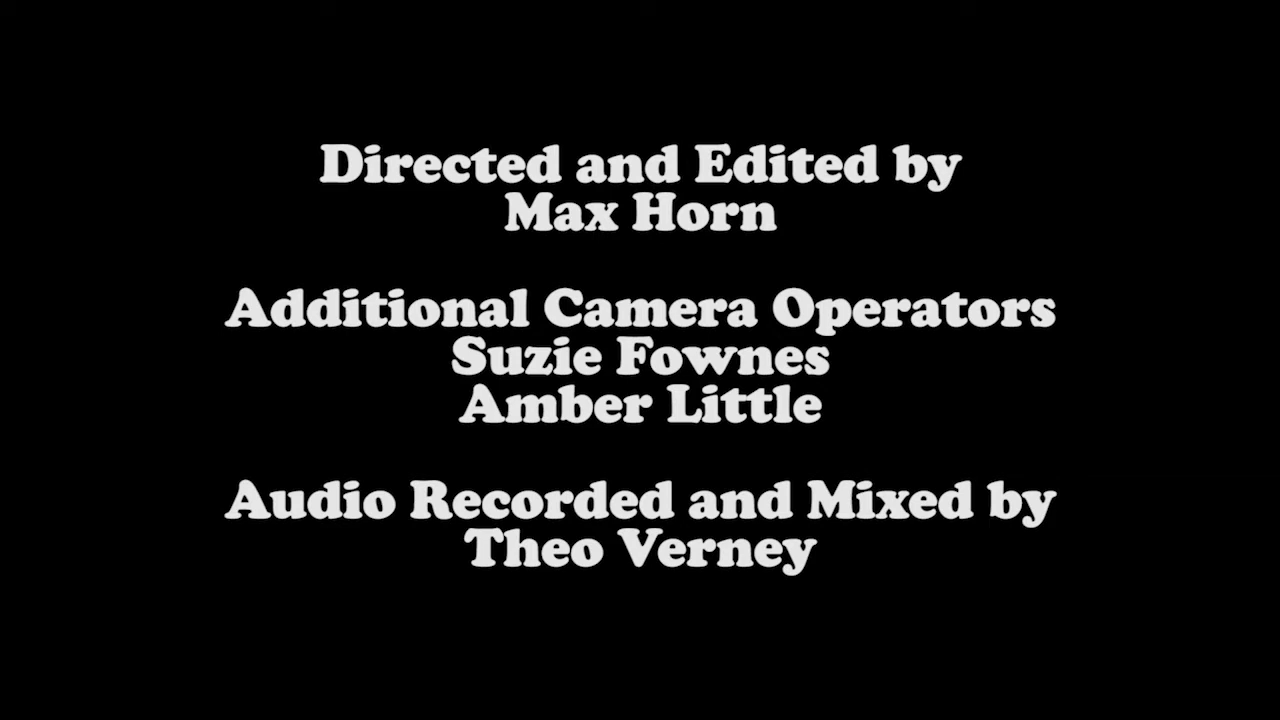 Directed and Edited by
Max Horn
Additional Camera Operators
Suzie Fownes
Amber Little
Audio Recorded and Mixed by
Theo Verney